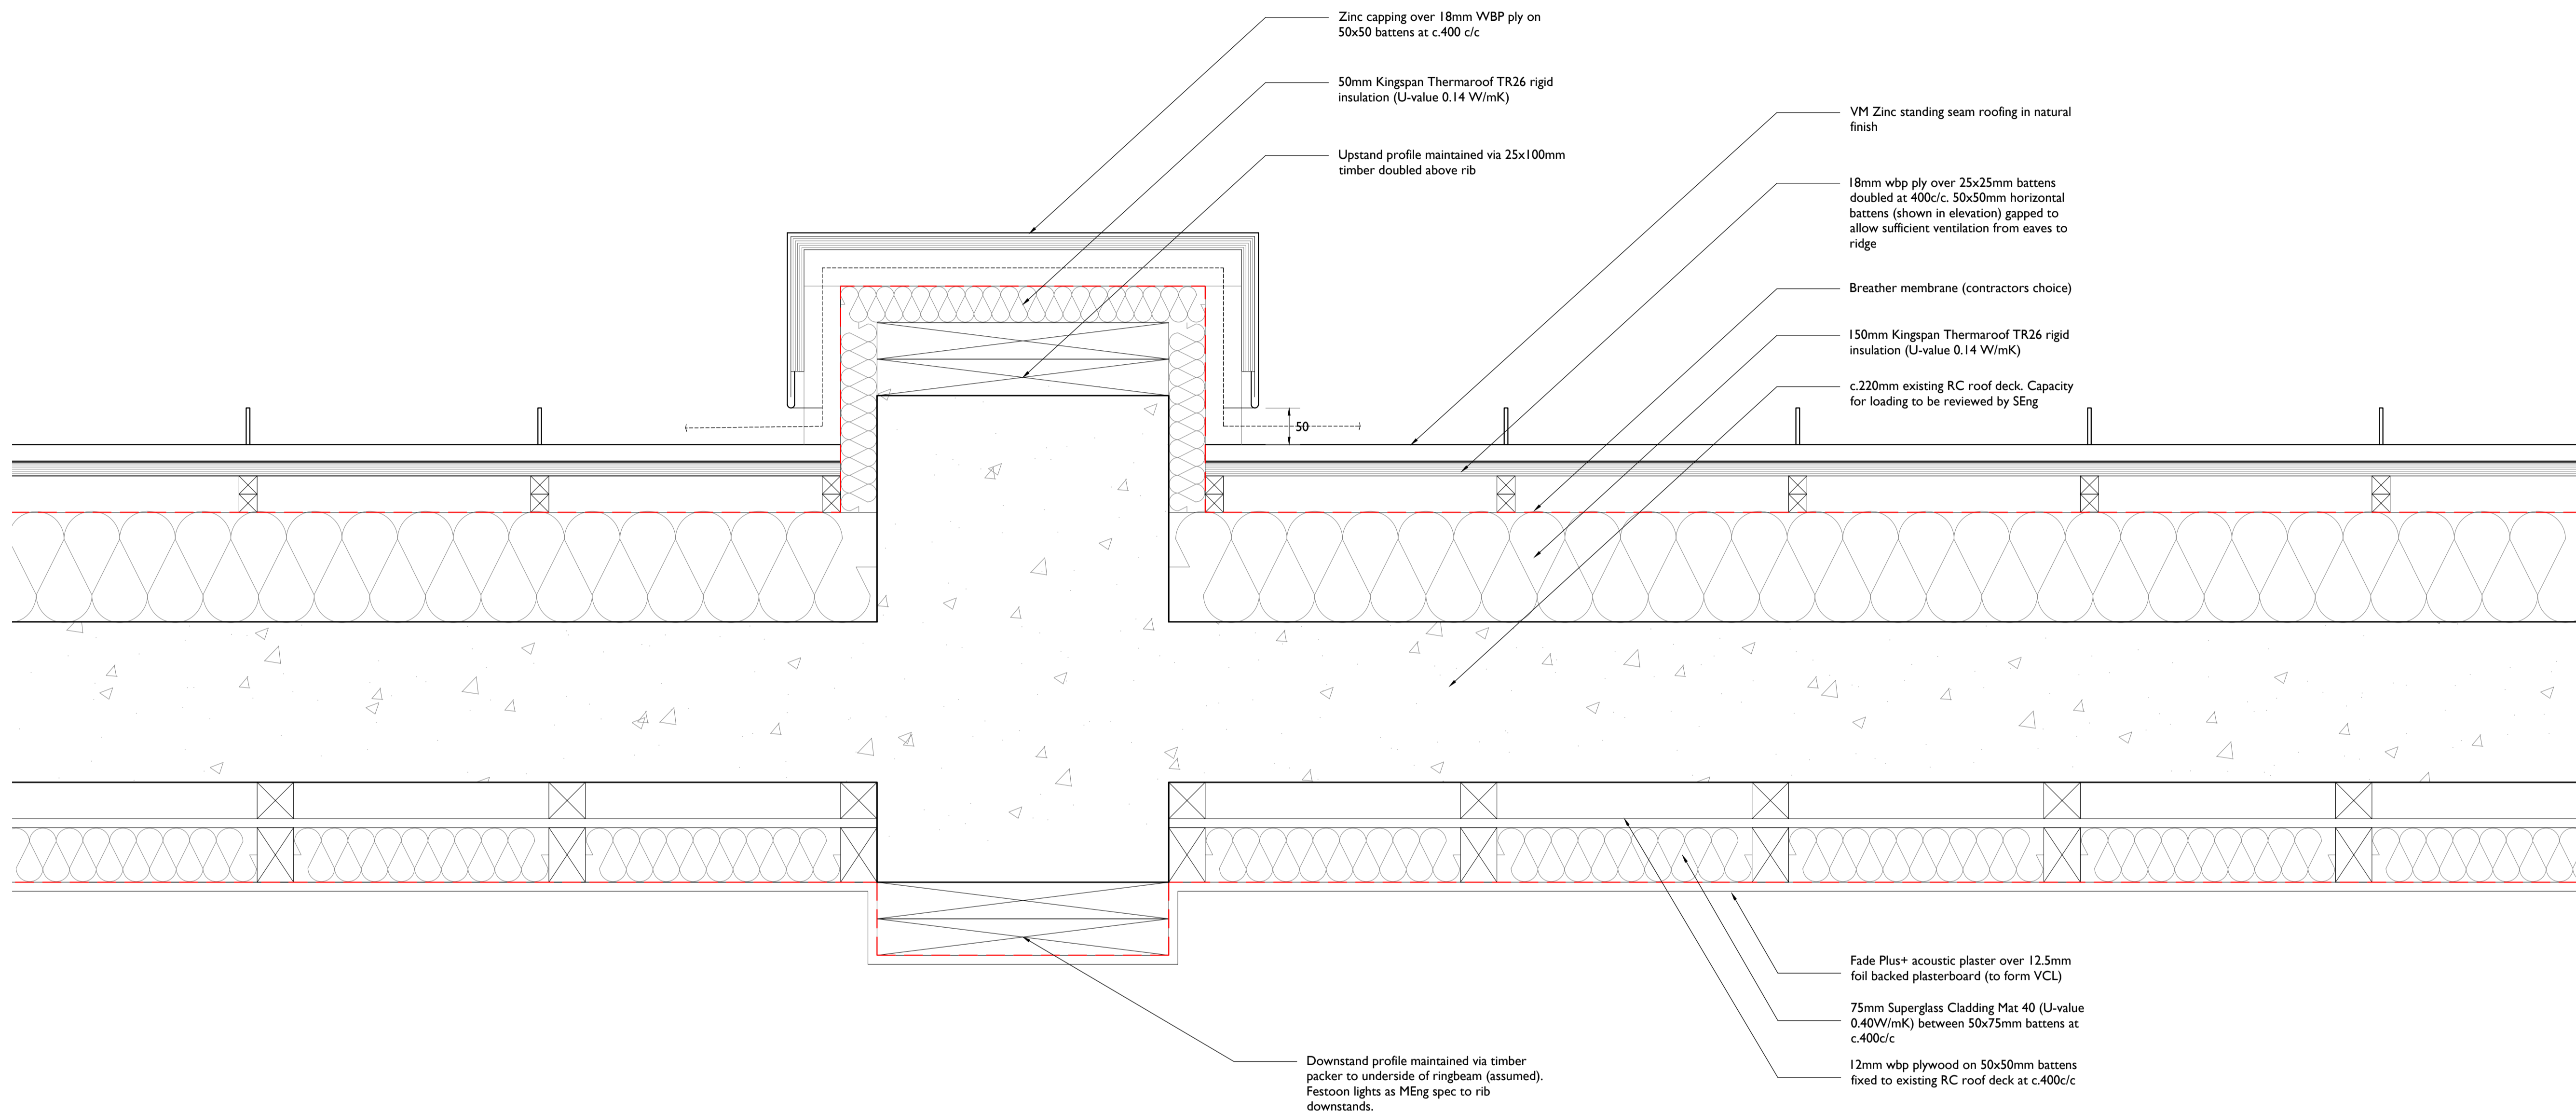 Zinc capping over 18mm WBP ply on
50x50 battens at c.400 c/c
50mm Kingspan Thermaroof TR26 rigid
insulation (U-value 0.14 W/mK)
Upstand profile maintained via 25x100mm
timber doubled above rib
VM Zinc standing seam roofing in natural
finish
18mm wbp ply over 25x25mm battens
doubled at 400c/c. 50x50mm horizontal
battens (shown in elevation) gapped to
allow sufficient ventilation from eaves to
ridge
Breather membrane (contractors choice)
150mm Kingspan Thermaroof TR26 rigid
insulation (U-value 0.14 W/mK)
c.220mm existing RC roof deck. Capacity
for loading to be reviewed by SEng
50
Fade Plus+ acoustic plaster over 12.5mm
foil backed plasterboard (to form VCL)
75mm Superglass Cladding Mat 40 (U-value
0.40W/mK) between 50x75mm battens at
c.400c/c
12mm wbp plywood on 50x50mm battens
fixed to existing RC roof deck at c.400c/c
Downstand profile maintained via timber
packer to underside of ringbeam (assumed).
Festoon lights as MEng spec to rib
downstands.